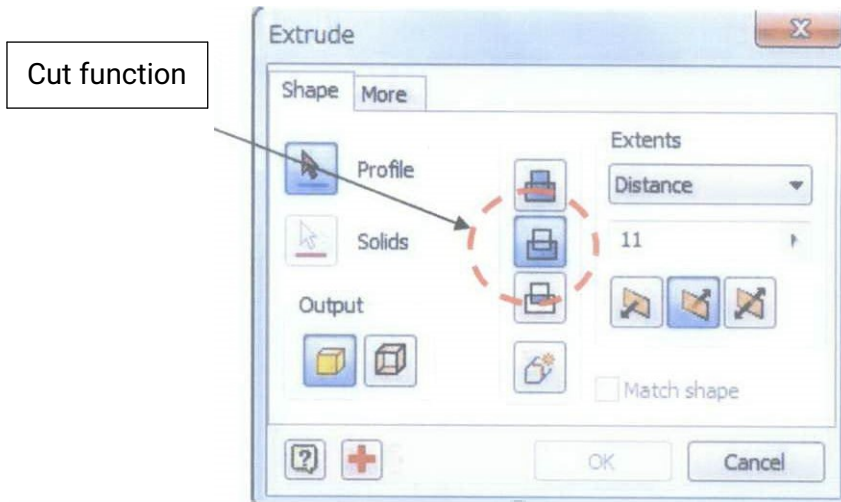 Cut function
Extrude
Shape
More
Profile
Solids
Output
Extents
Distance
11
Match shape
OK
Cancel